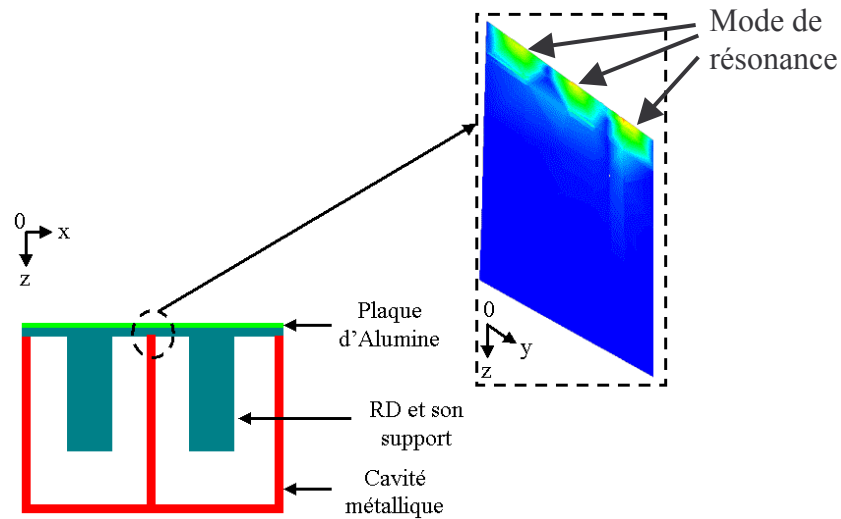 Mode de
résonance
0
x
z
Plaque
d'Alumine
RD et son
support
Cavité
métallique
0
y
z